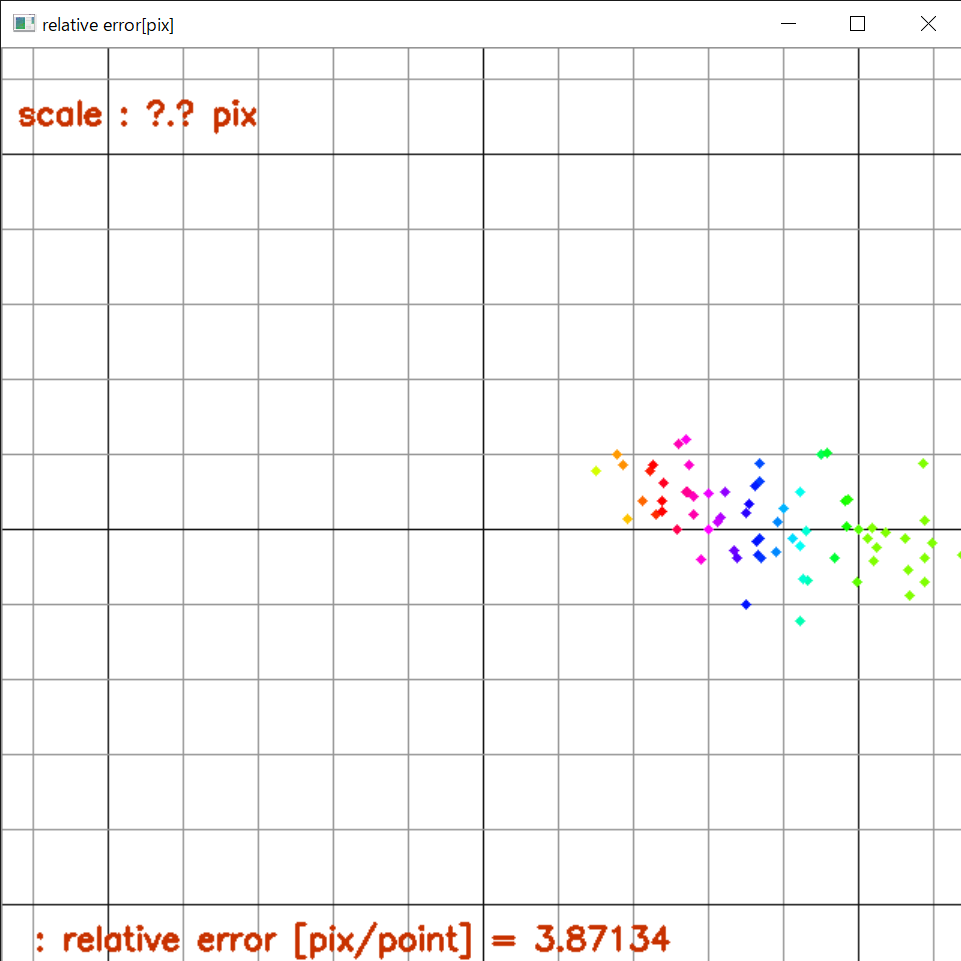 relative error[pix]
scale : ?.? pix
: relative error [pix/point] = 3.87134